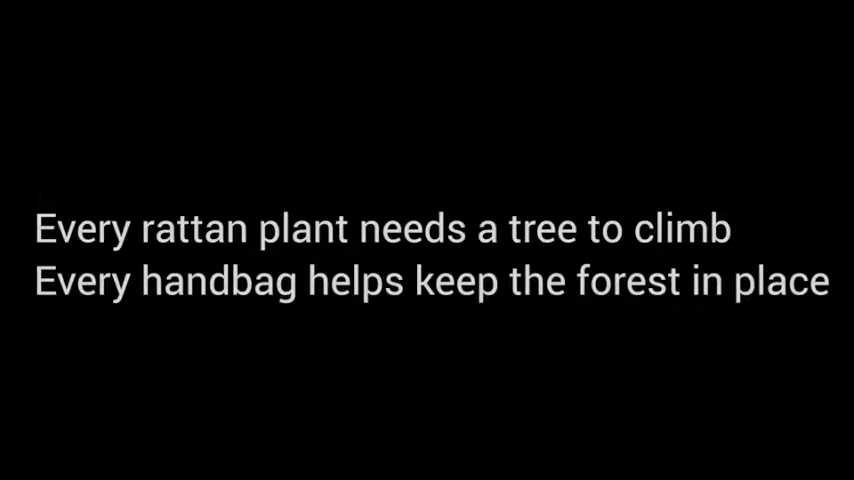 Every rattan plant needs a tree to climb
Every handbag helps keep the forest in place